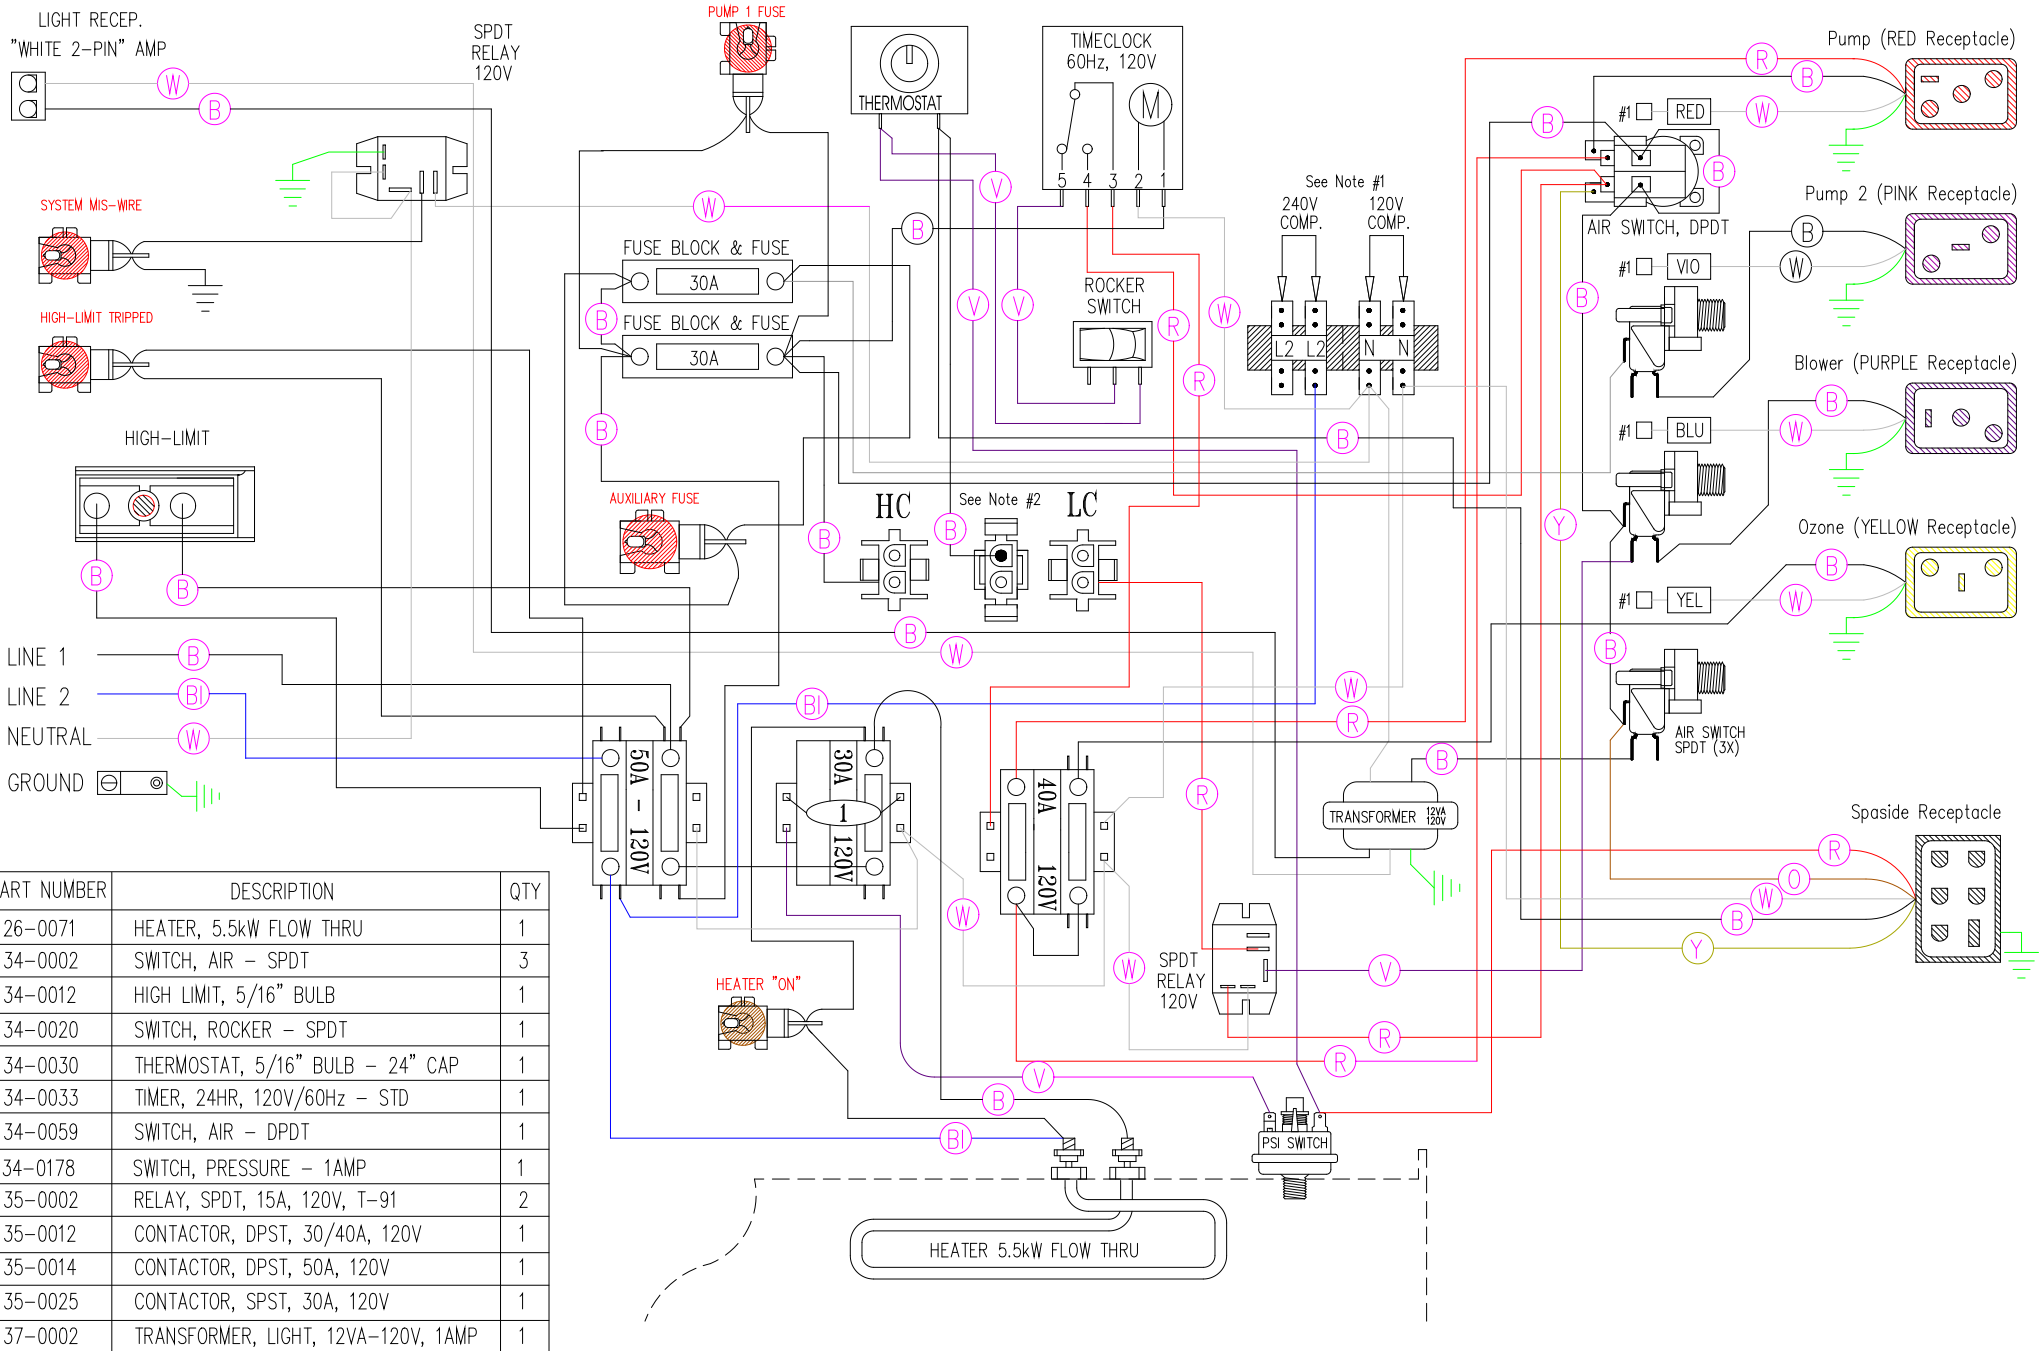 LIGHT RECEP.
"WHITE 2-PIN" AMP
W
B
SPDT
RELAY
120V
PUMP 1 FUSE
THERMOSTAT
TIMECLOCK
60Hz, 120V
M
5 4 3 2 1
SYSTEM MIS-WIRE
HIGH-LIMIT TRIPPED
HIGH-LIMIT
B
B
W
FUSE BLOCK & FUSE
30A
B
FUSE BLOCK & FUSE
30A
B
V
B
V
V
R
R
W
ROCKER
SWITCH
See Note #1
240V
COMP.
120V
COMP.
L2 L2 N N
B
AUXILIARY FUSE
B
HC
B
See Note #2
LC
B
W
LINE 1
B
LINE 2
Bl
NEUTRAL
W
GROUND
Bl
50A - 120V
30A 120V
1
40A 120V
W
R
R
B
TRANSFORMER 12VA
120V
W
W
HEATER "ON"
SPDT
RELAY
120V
V
R
R
V
B
Bl
PSI SWITCH
HEATER 5.5kW FLOW THRU
Pump (RED Receptacle)
R
B
#1 RED W
B
B
AIR SWITCH, DPDT
Pump 2 (PINK Receptacle)
B
#1 VIO W
B
Blower (PURPLE Receptacle)
B
#1 BLU W
Y
Ozone (YELLOW Receptacle)
B
#1 YEL W
B
AIR SWITCH
SPDT (3X)
Spaside Receptacle
R
O
W
B
Y
ART NUMBER DESCRIPTION QTY
26-0071 HEATER, 5.5kW FLOW THRU 1
34-0002 SWITCH, AIR - SPDT 3
34-0012 HIGH LIMIT, 5/16" BULB 1
34-0020 SWITCH, ROCKER - SPDT 1
34-0030 THERMOSTAT, 5/16" BULB - 24" CAP 1
34-0033 TIMER, 24HR, 120V/60Hz - STD 1
34-0059 SWITCH, AIR - DPDT 1
34-0178 SWITCH, PRESSURE - 1AMP 1
35-0002 RELAY, SPDT, 15A, 120V, T-91 2
35-0012 CONTACTOR, DPST, 30/40A, 120V 1
35-0014 CONTACTOR, DPST, 50A, 120V 1
35-0025 CONTACTOR, SPST, 30A, 120V 1
37-0002 TRANSFORMER, LIGHT, 12VA-120V, 1AMP 1